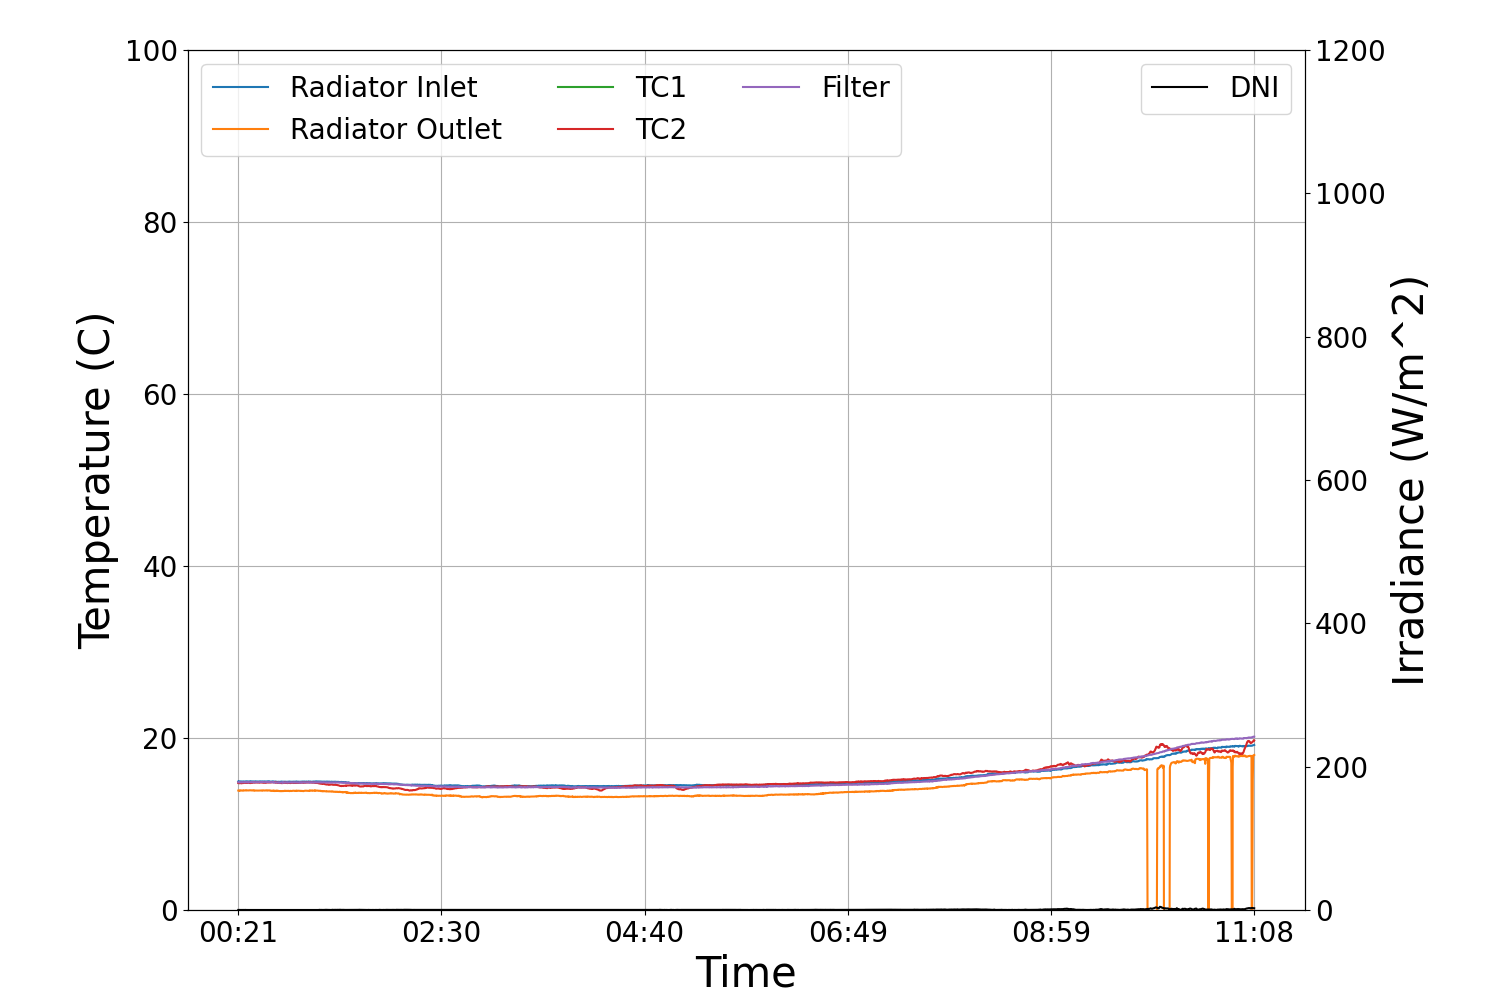 100
80
60
40
20
0
Temperature (C)
Radiator Inlet
Radiator Outlet
TC1
TC2
Filter
DNI
1200
1000
800
600
400
200
0
Irradiance (W/m^2)
00:21 02:30 04:40 06:49 08:59 11:08
Time